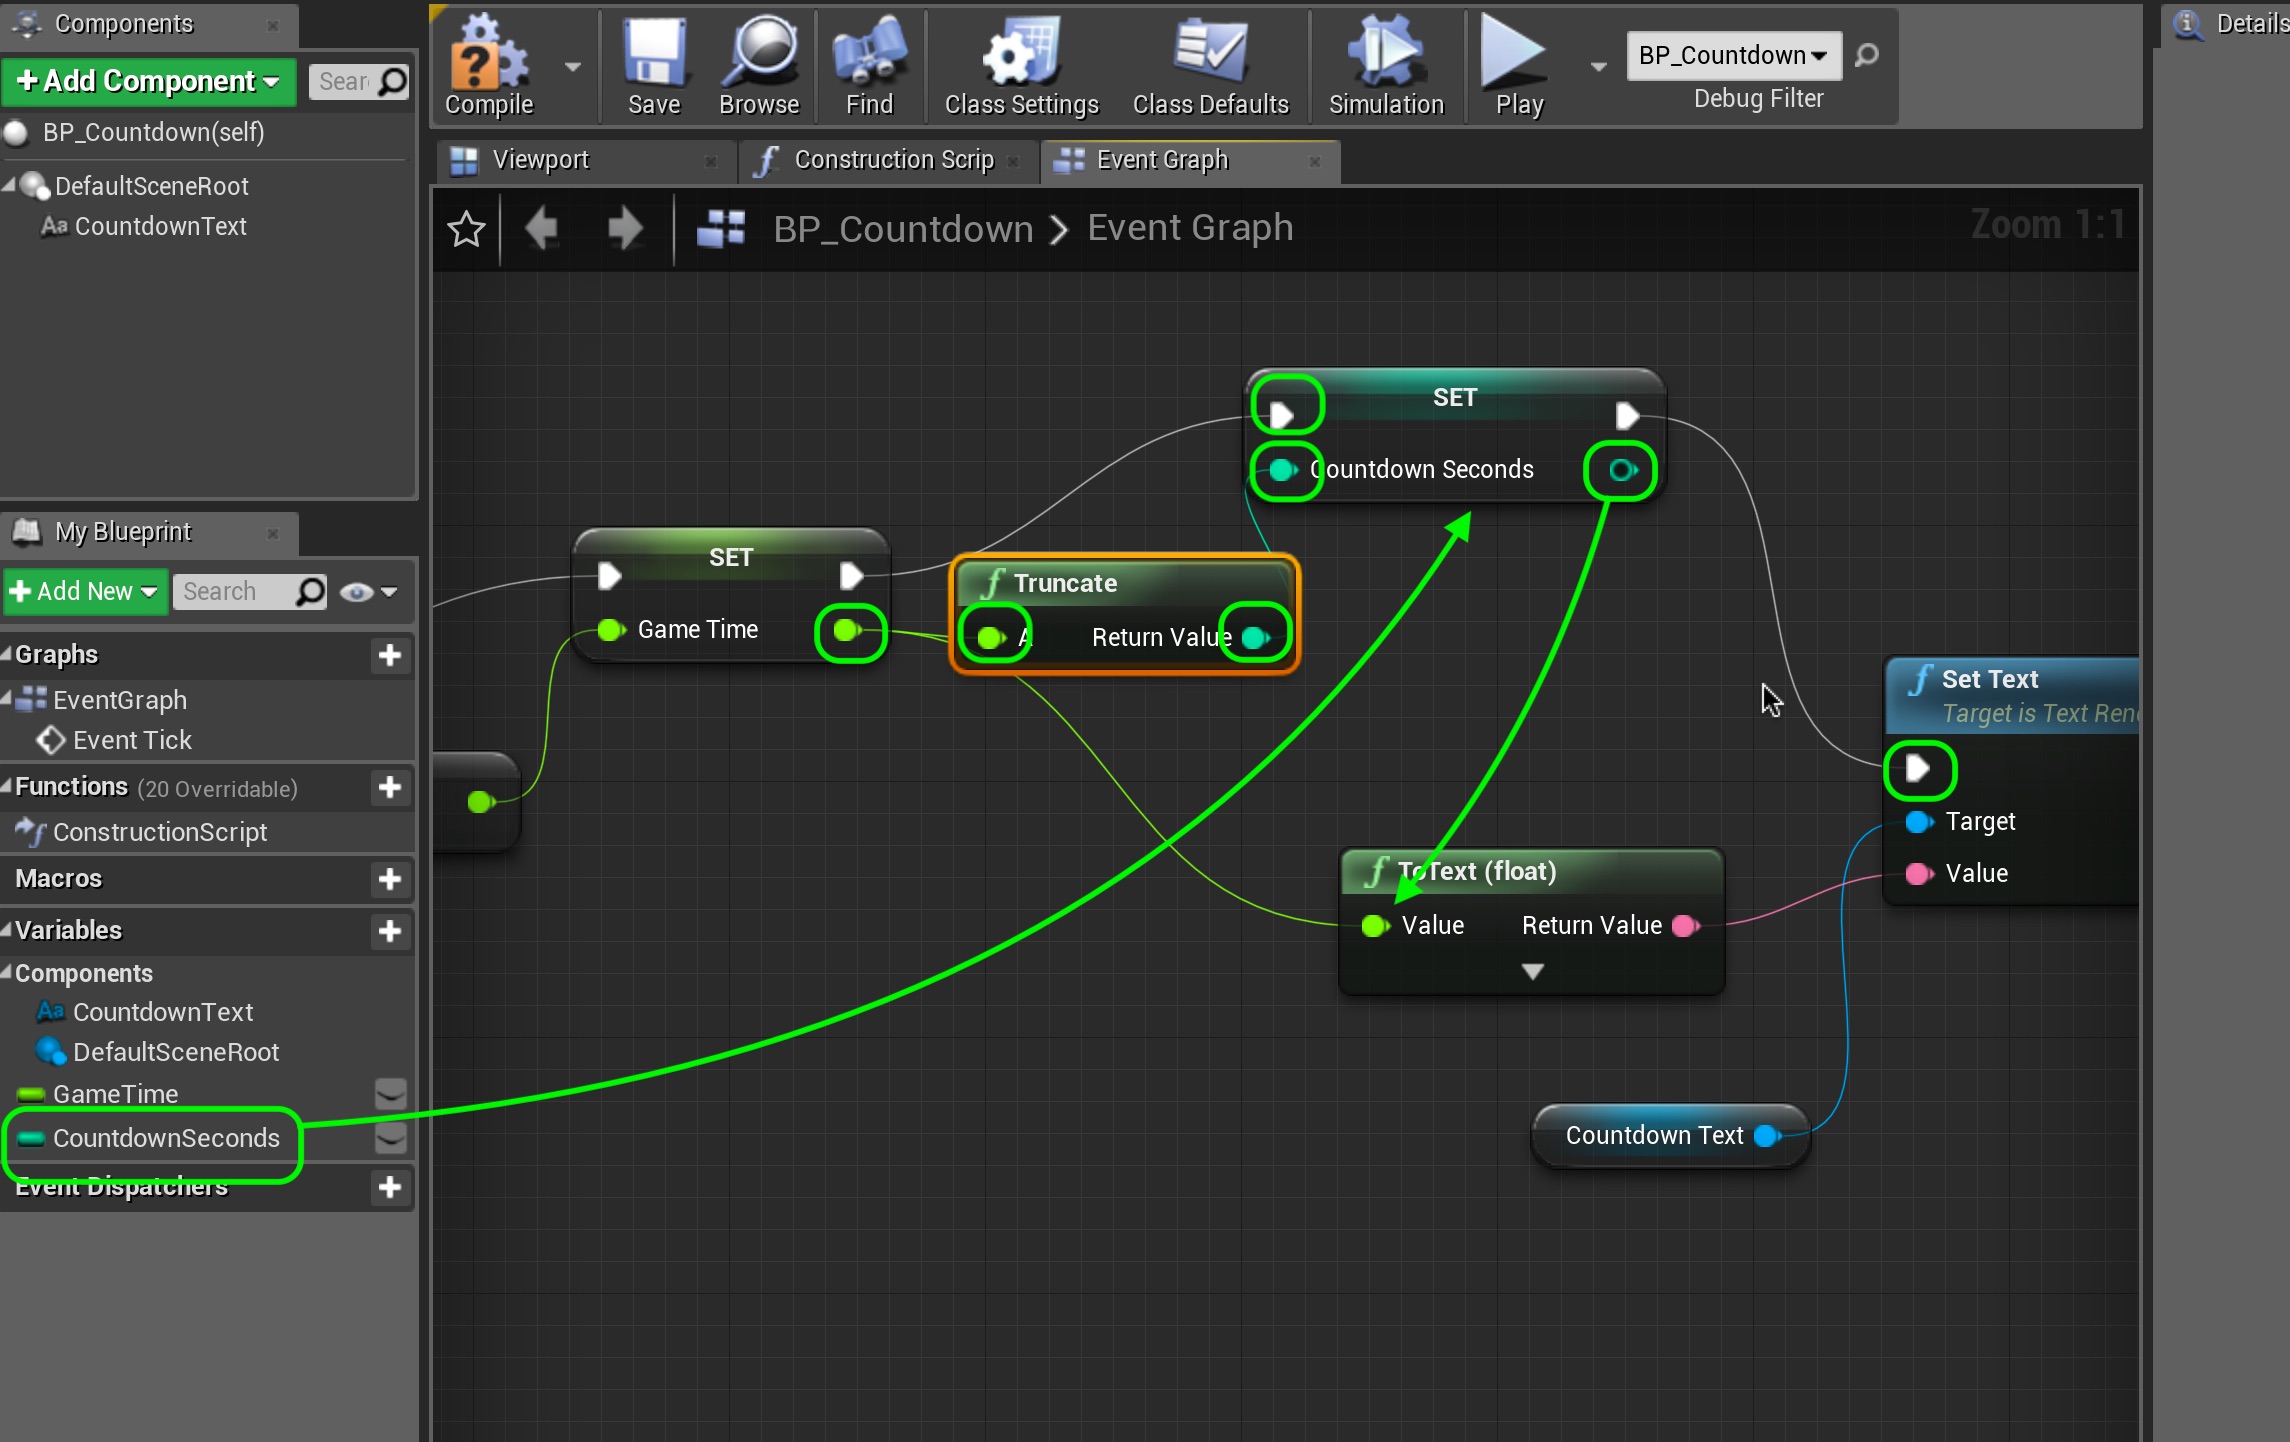 Components
Details
Add Component
Sear
BP_Countdown(self)
DefaultSceneRoot
Aa CountdownText
Compile
Save
Browse
Find
Class Settings
Class Defaults
Simulation
Play
BP_Countdown
Debug Filter
Viewport
Construction Scrip
Event Graph
BP_Countdown > Event Graph
Zoom 1:1
My Blueprint
Add New
Search
Graphs
EventGraph
Event Tick
Functions (20 Overridable)
ConstructionScript
Macros
Variables
Components
Aa CountdownText
DefaultSceneRoot
GameTime
CountdownSeconds
Event Dispatchers
SET
Countdown Seconds
SET
Game Time
f Truncate
A Return Value
f Set Text
Target is Text Ren
Target
Value
f ToText (float)
Value Return Value
Countdown Text